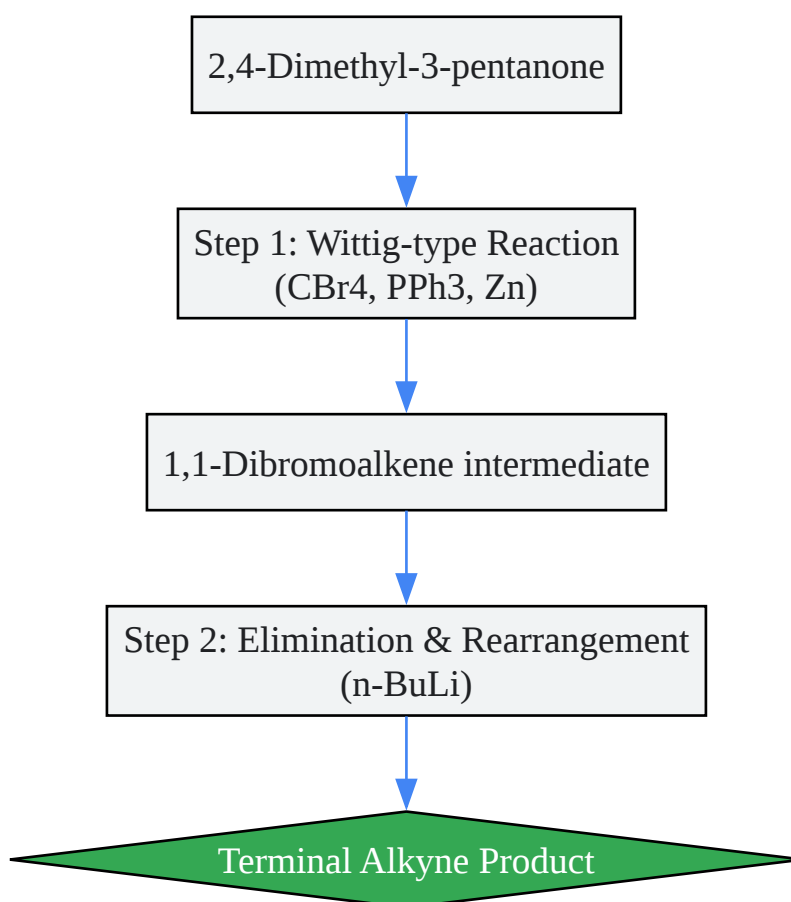 2,4-Dimethyl-3-pentanone
Step 1: Wittig-type Reaction
(CBr4, PPh3, Zn)
1,1-Dibromoalkene intermediate
Step 2: Elimination & Rearrangement
(n-BuLi)
Terminal Alkyne Product